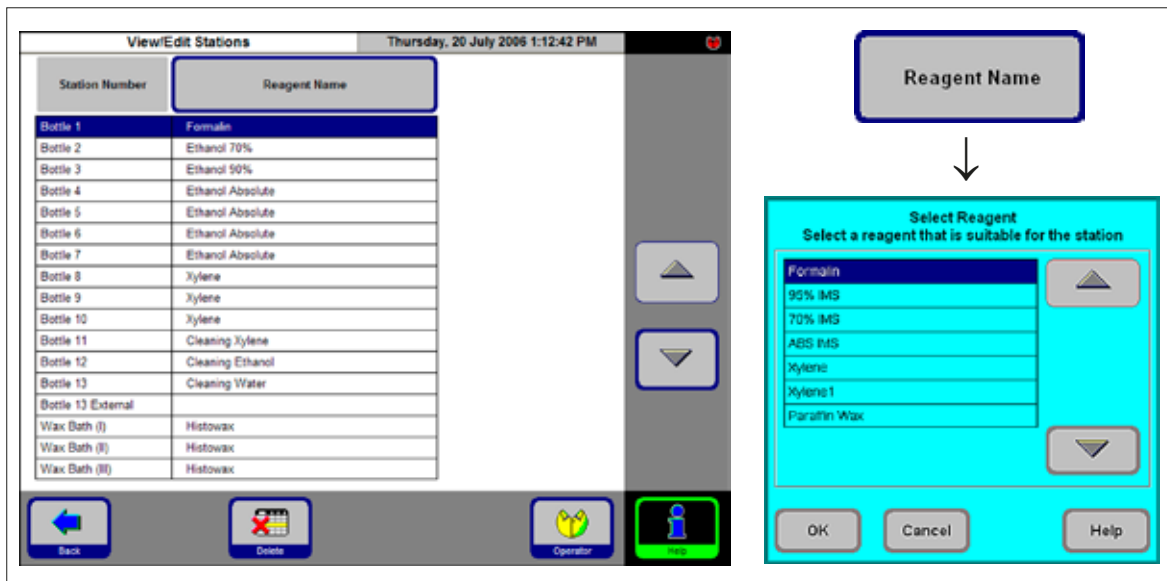 View/Edit Stations Thursday, 20 July 2006 1:12:42 PM
Station Number Reagent Name
Bottle 1 Formalin
Bottle 2 Ethanol 70%
Bottle 3 Ethanol 90%
Bottle 4 Ethanol Absolute
Bottle 5 Ethanol Absolute
Bottle 6 Ethanol Absolute
Bottle 7 Ethanol Absolute
Bottle 8 Xylene
Bottle 9 Xylene
Bottle 10 Xylene
Bottle 11 Cleaning Xylene
Bottle 12 Cleaning Ethanol
Bottle 13 Cleaning Water
Bottle 13 External
Wax Bath (I) Histowax
Wax Bath (II) Histowax
Wax Bath (III) Histowax
Back Delete Operator Help
Reagent Name
Select Reagent
Select a reagent that is suitable for the station
Formalin
95% IMS
70% IMS
ABS IMS
Xylene
Xylene1
Paraffin Wax
OK Cancel Help